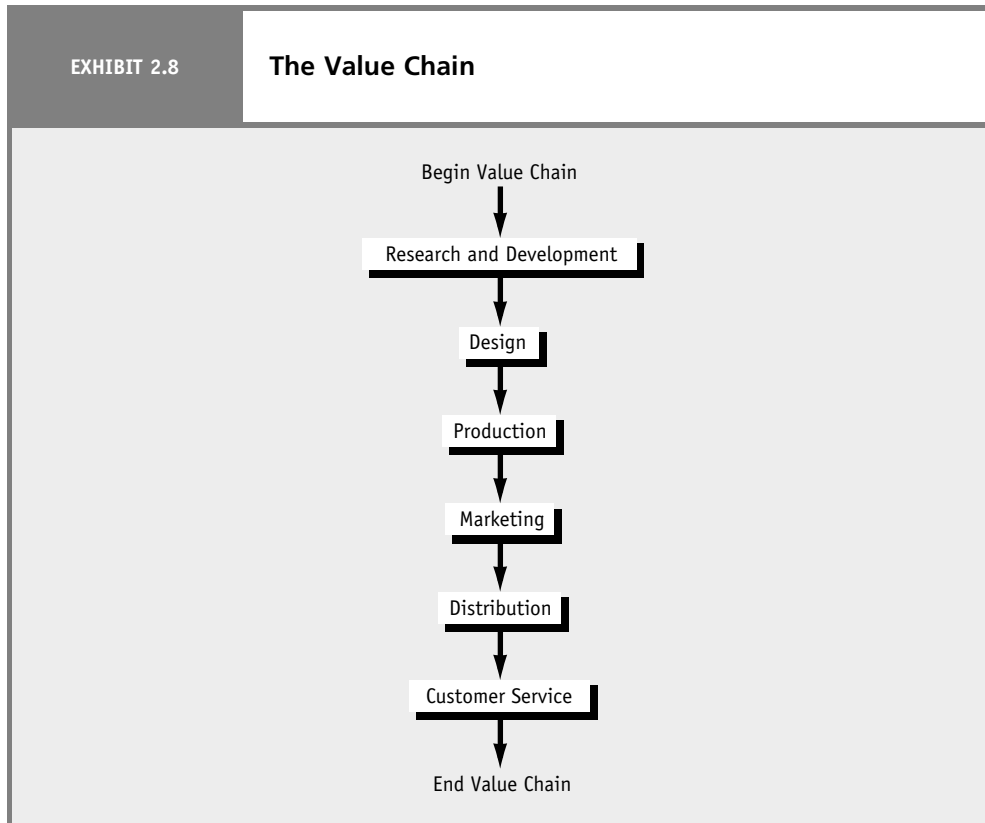 EXHIBIT 2.8
The Value Chain
Begin Value Chain
Research and Development
Design
Production
Marketing
Distribution
Customer Service
End Value Chain